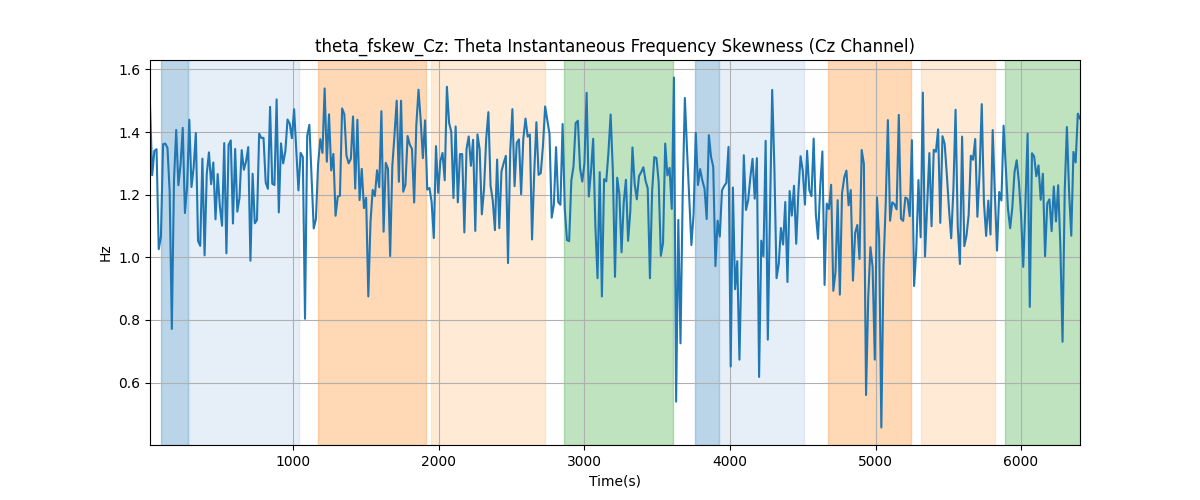 theta_fskew_Cz: Theta Instantaneous Frequency Skewness (Cz Channel)
1.6
1.4
1.2
1.0
0.8
0.6
Hz
1000 2000 3000 4000 5000 6000
Time(s)